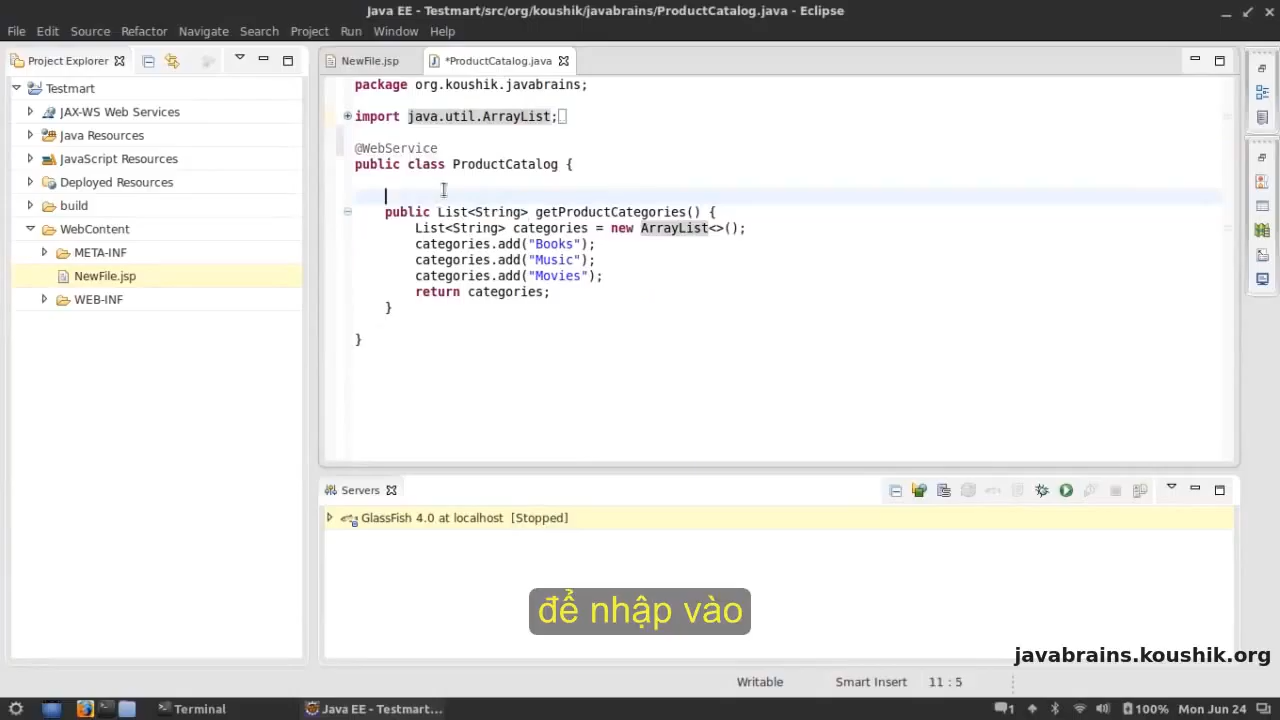 Java EE - Testmart/src/org/koushik/javabrains/ProductCatalog.java - Eclipse
File Edit Source Refactor Navigate Search Project Run Window Help
Project Explorer
Testmart
JAX-WS Web Services
Java Resources
JavaScript Resources
Deployed Resources
build
WebContent
META-INF
NewFile.jsp
WEB-INF
NewFile.jsp *ProductCatalog.java
package org.koushik.javabrains;
import java.util.ArrayList;
@WebService
public class ProductCatalog {
public List<String> getProductCategories() {
List<String> categories = new ArrayList<>();
categories.add("Books");
categories.add("Music");
categories.add("Movies");
return categories;
}
}
Servers
GlassFish 4.0 at localhost [Stopped]
để nhập vào
javabrains.koushik.org
Writable Smart Insert 11 : 5
Terminal Java EE - Testmart... 1 100% Mon Jun 24